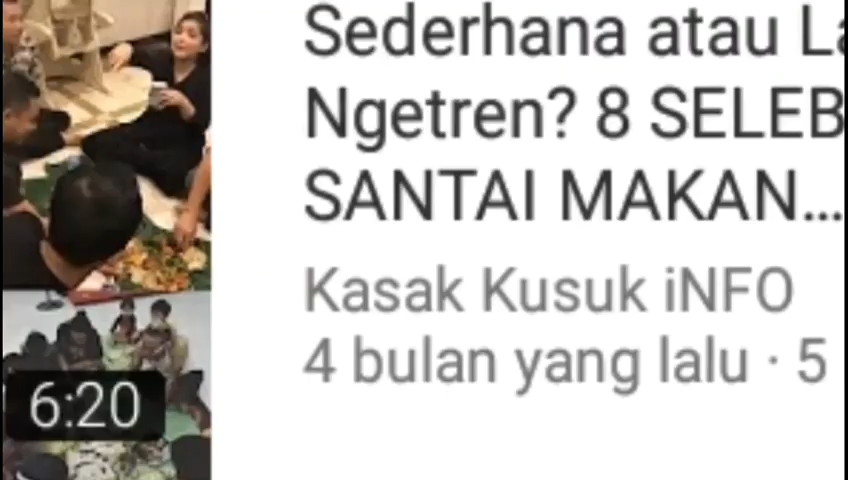 Sederhana atau
Ngetren? 8 SELEB
SANTAI MAKAN...
Kasak Kusuk iNFO
4 bulan yang lalu · 5
6:20